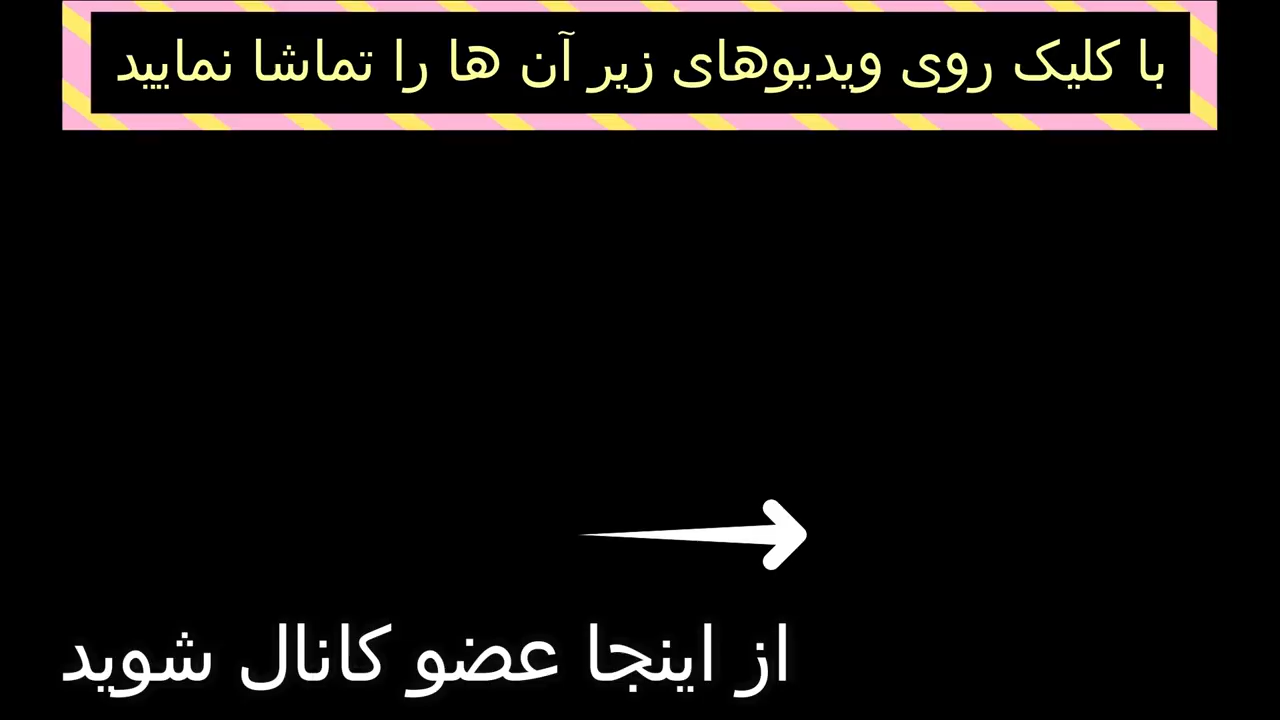 با کلیک روی ویدیوهای زیر آن ها را تماشا نمایید
از اینجا عضو کانال شوید